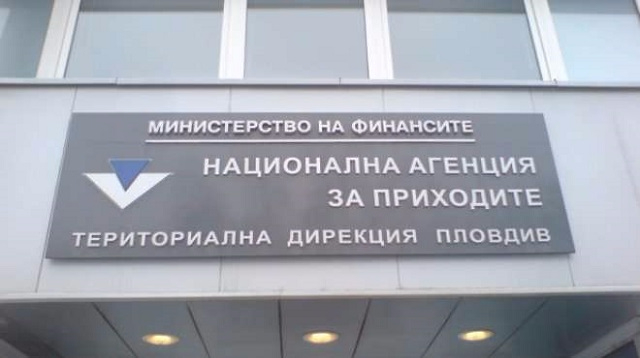 МИНИСТЕРСТВО НА ФИНАНСИТЕ
НАЦИОНАЛНА АГЕНЦИЯ
ЗА ПРИХОДИТЕ
ТЕРИТОРИАЛНА ДИРЕКЦИЯ ПЛОВДИВ